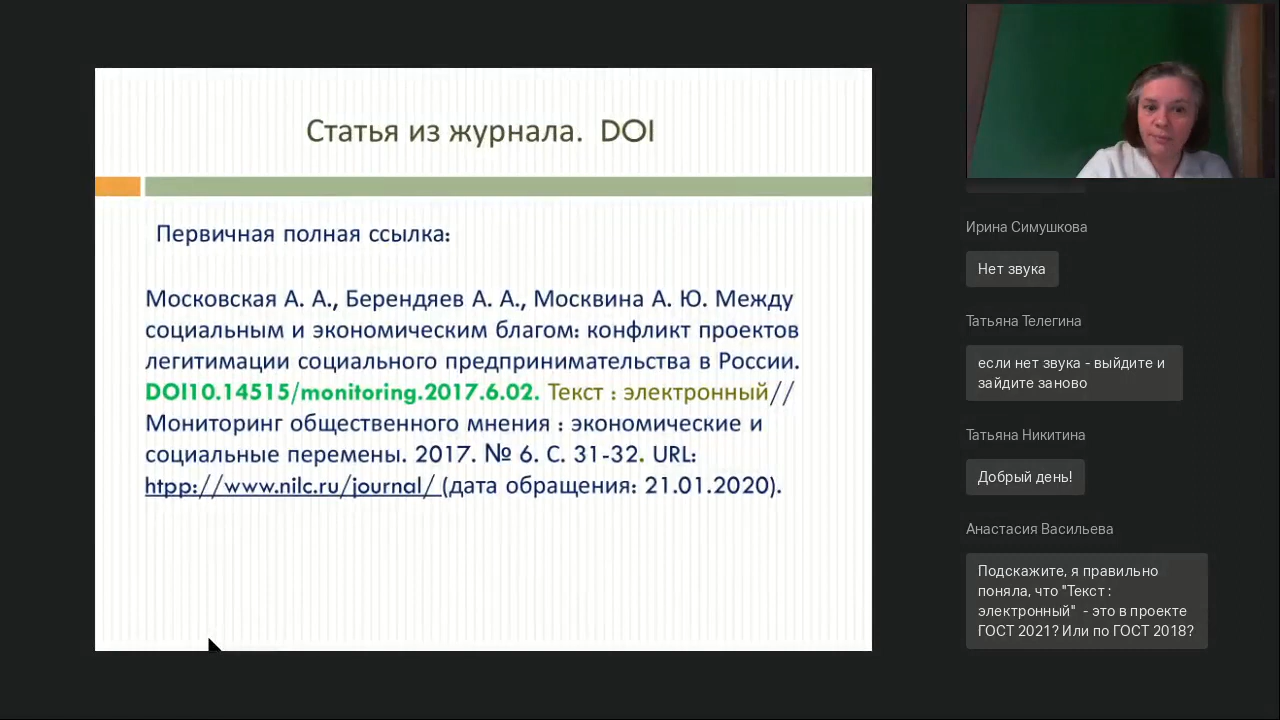 Статья из журнала.  DOI
Первичная полная ссылка:
Московская А. А., Берендяев А. А., Москвина А. Ю. Между
социальным и экономическим благом: конфликт проектов
легитимации социального предпринимательства в России.
DOI10.14515/monitoring.2017.6.02. Текст : электронный//
Мониторинг общественного мнения : экономические и
социальные перемены. 2017. № 6. С. 31-32. URL:
htpp://www.nilc.ru/journal/ (дата обращения: 21.01.2020).
Ирина Симушкова
Нет звука
Татьяна Телегина
если нет звука - выйдите и
зайдите заново
Татьяна Никитина
Добрый день!
Анастасия Васильева
Подскажите, я правильно
поняла, что "Текст :
электронный"  - это в проекте
ГОСТ 2021? Или по ГОСТ 2018?